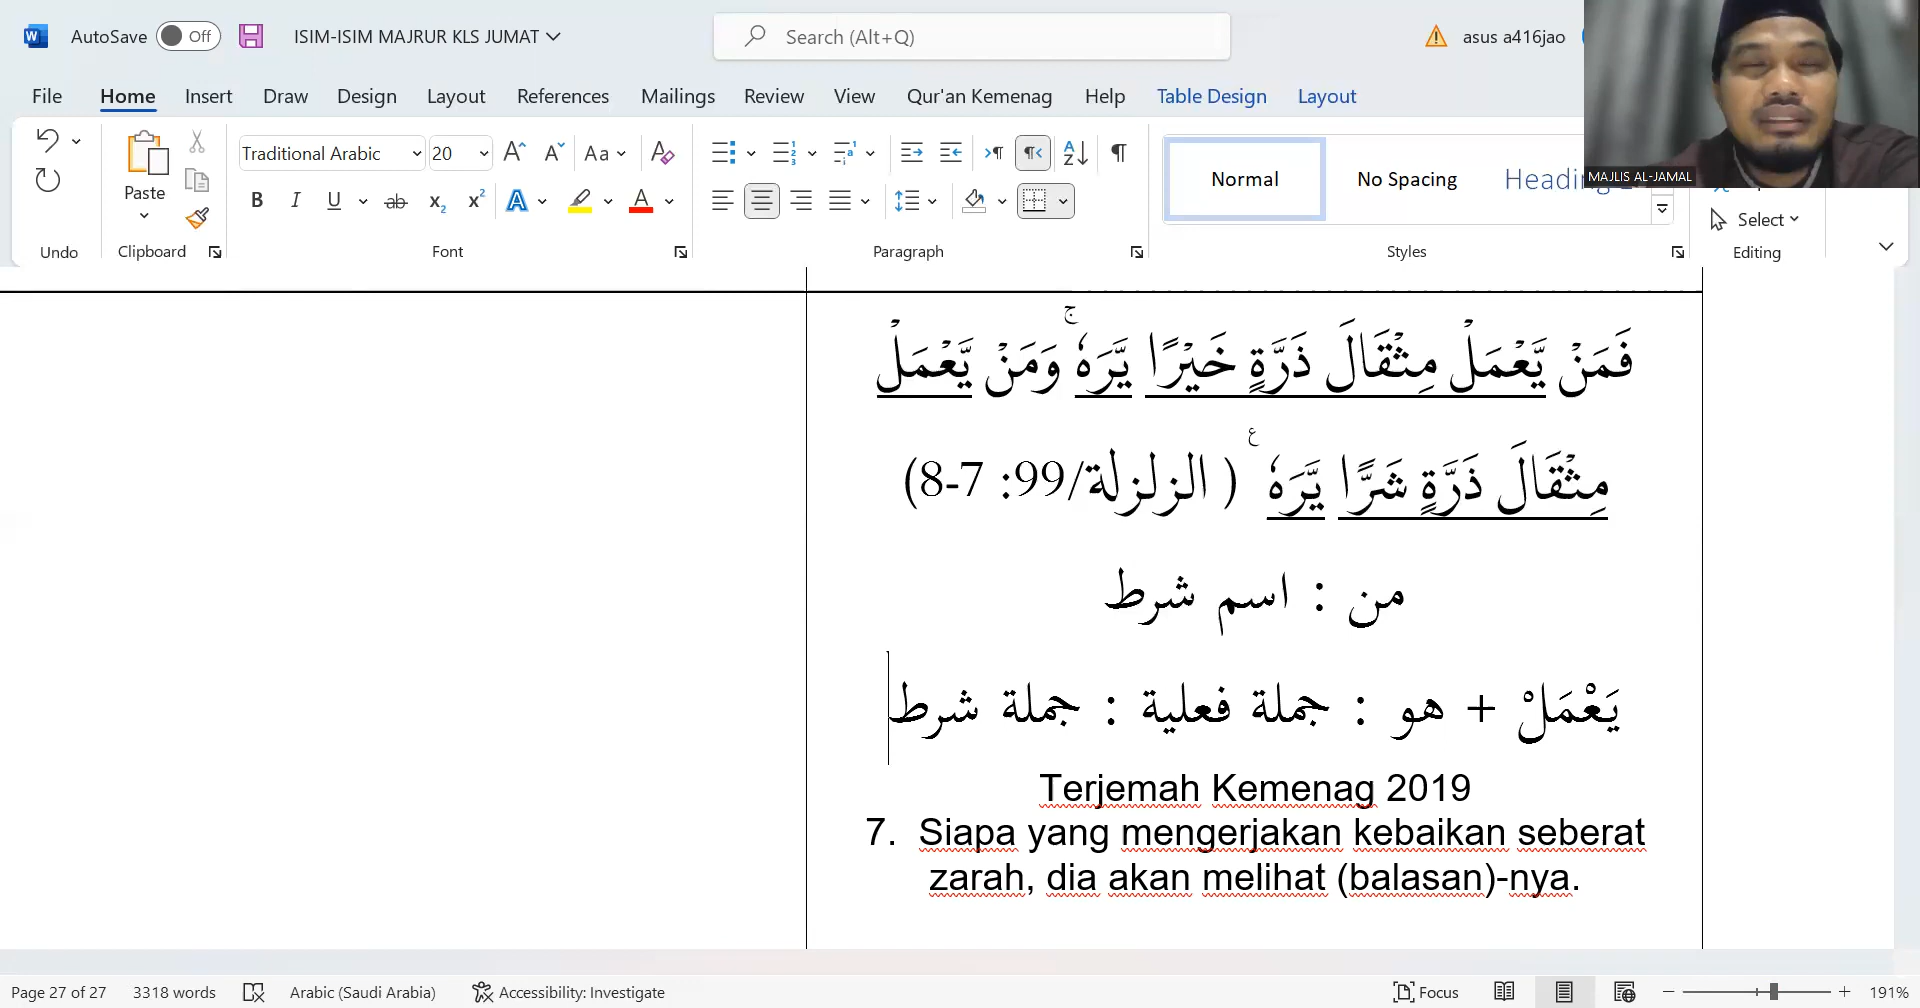 AutoSave Off ISIM-ISIM MAJRUR KLS JUMAT Search (Alt+Q) asus a416jao
File Home Insert Draw Design Layout References Mailings Review View Qur'an Kemenag Help Table Design Layout
MAJLIS AL-JAMAL
Traditional Arabic 20 Aa
Paste
Normal No Spacing Heading
Select
Undo Clipboard Font Paragraph Styles Editing
فَمَنْ يَّعْمَلْ مِثْقَالَ ذَرَّةٍ خَيْرًا يَّرَهٗۚ وَمَنْ يَّعْمَلْ
مِثْقَالَ ذَرَّةٍ شَرًّا يَّرَهٗ ࣖ ( الزلزلة/99: 7-8)
من : اسم شرط
يَعْمَلْ + هو : جملة فعلية : جملة شرط
Terjemah Kemenag 2019
7. Siapa yang mengerjakan kebaikan seberat
zarah, dia akan melihat (balasan)-nya.
Page 27 of 27 3318 words Arabic (Saudi Arabia) Accessibility: Investigate Focus 191%